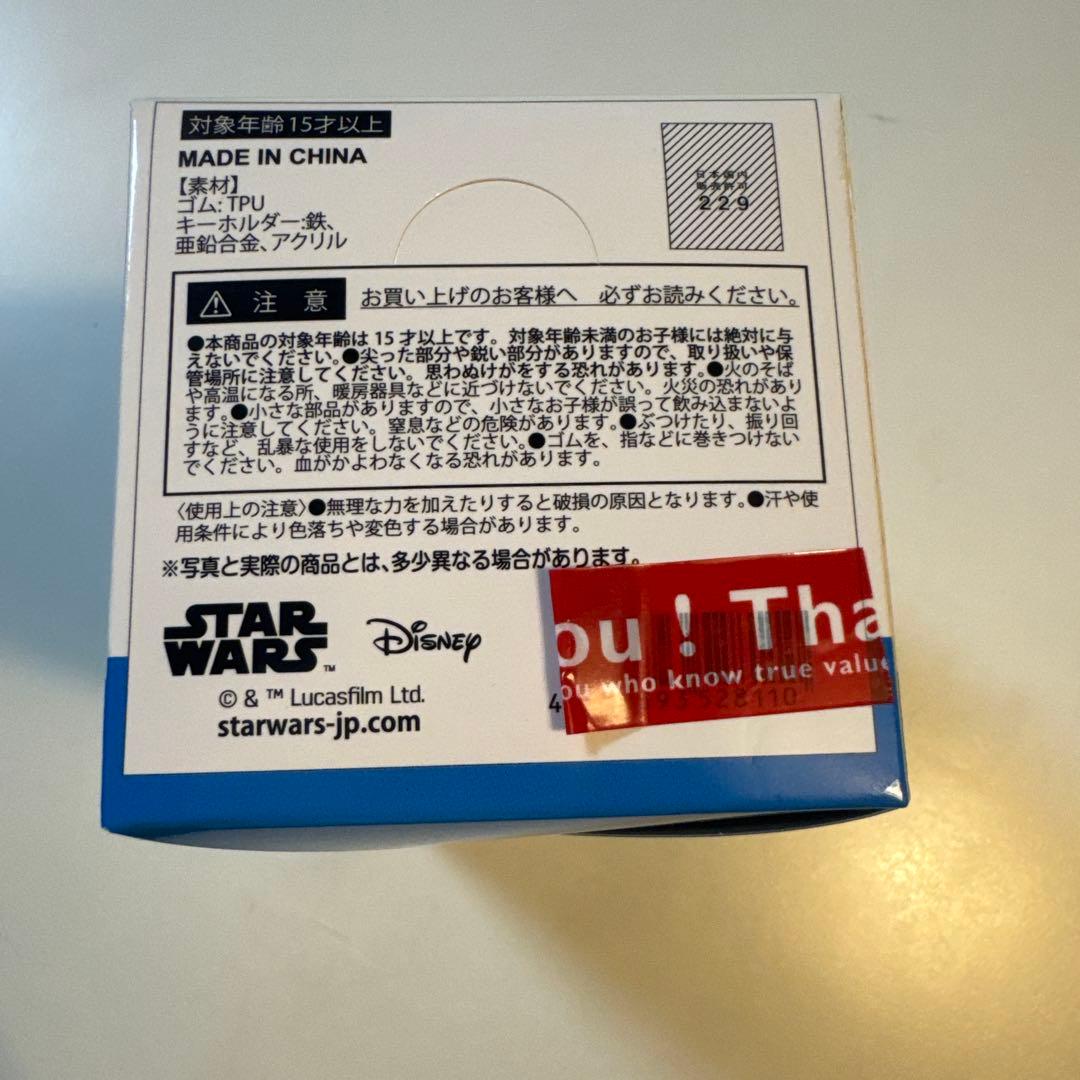 対象年齢15才以上
MADE IN CHINA
【素材】
ゴム: TPU
キーホルダー:鉄、
亜鉛合金、アクリル
日本国内
販売許可
229
注 意
お買い上げのお客様へ 必ずお読みください。
●本商品の対象年齢は 15 才以上です。対象年齢未満のお子様には絶対に与
えないでください。●尖った部分や鋭い部分がありますので、取り扱いや保
管場所に注意してください。思わぬけがをする恐れがあります。●火のそば
や高温になる所、暖房器具などに近づけないでください。火災の恐れがあり
ます。●小さな部品がありますので、小さなお子様が誤って飲み込まないよ
うに注意してください。窒息などの危険があります。●ぶつけたり、振り回
すなど、乱暴な使用をしないでください。●ゴムを、指などに巻きつけない
でください。血がかよわなくなる恐れがあります。
〈使用上の注意〉●無理な力を加えたりすると破損の原因となります。●汗や使
用条件により色落ちや変色する場合があります。
※写真と実際の商品とは、多少異なる場合があります。
STAR
WARS™
Disney
© & ™ Lucasfilm Ltd.
starwars-jp.com
ou ! Tha
ou who know true value
4 93 528110